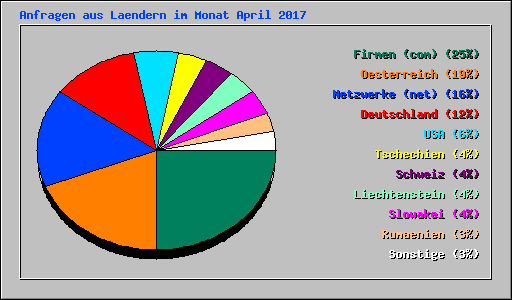 Anfragen aus Laendern im Monat April 2017
Firmen (com) (25%)
Oesterreich (19%)
Netzwerke (net) (16%)
Deutschland (12%)
USA (6%)
Tschechien (4%)
Schweiz (4%)
Liechtenstein (4%)
Slowakei (4%)
Rumaenien (3%)
Sonstige (3%)